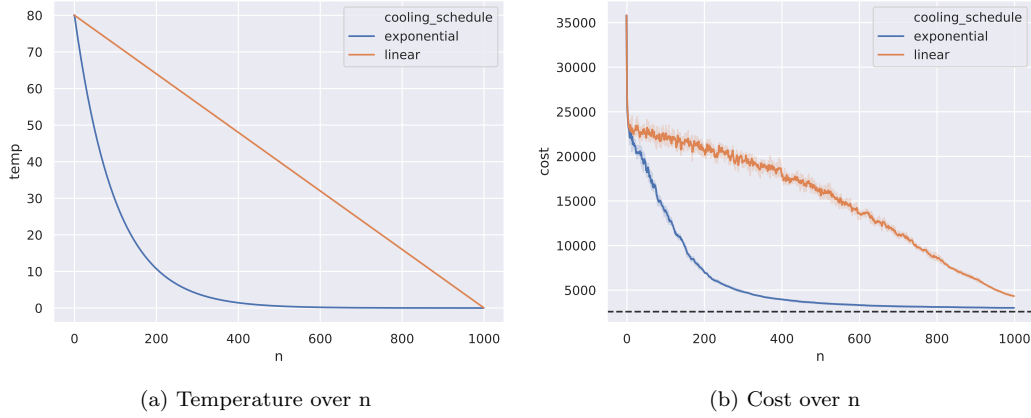 80
70
60
50
40
30
20
10
0
temp
0
200
400
600
800
1000
n
cooling_schedule
exponential
linear
(a) Temperature over n
35000
30000
25000
20000
15000
10000
5000
cost
0
200
400
600
800
1000
n
cooling_schedule
exponential
linear
(b) Cost over n